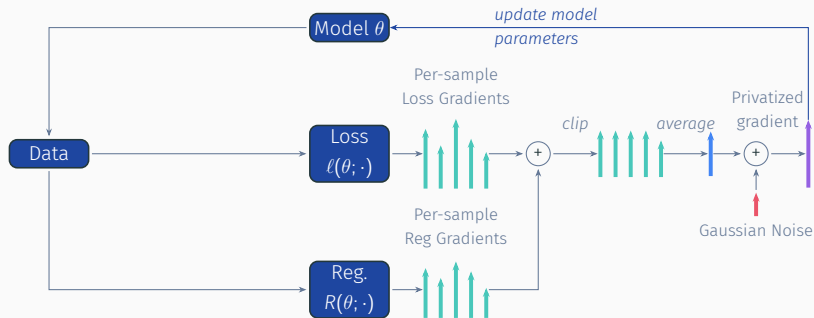 update model
parameters
Model θ
Per-sample
Loss Gradients
clip
average
Privatized
gradient
Data
Loss
ℓ(θ; ·)
+
+
Per-sample
Reg Gradients
Gaussian Noise
Reg.
R(θ; ·)